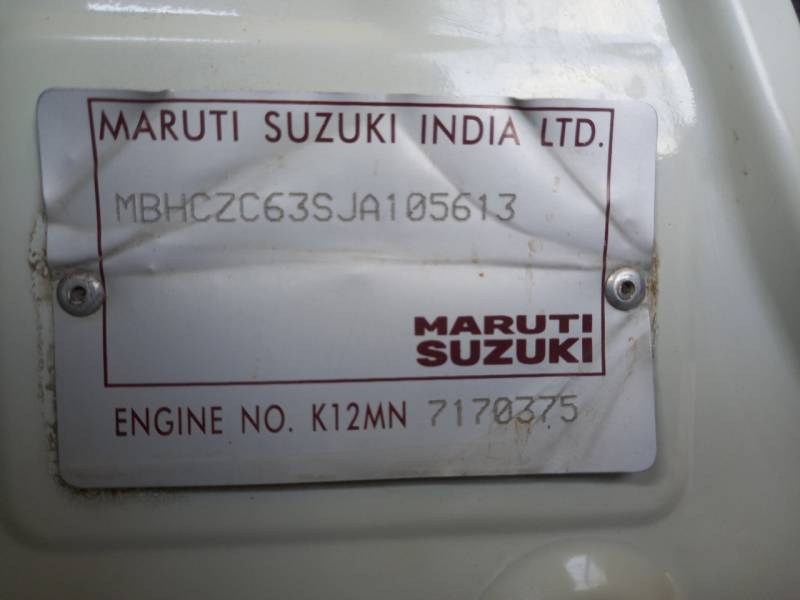 MARUTI SUZUKI INDIA LTD.
MBHCZC63SJA105613
MARUTI
SUZUKI
ENGINE NO. K12MN 7170375